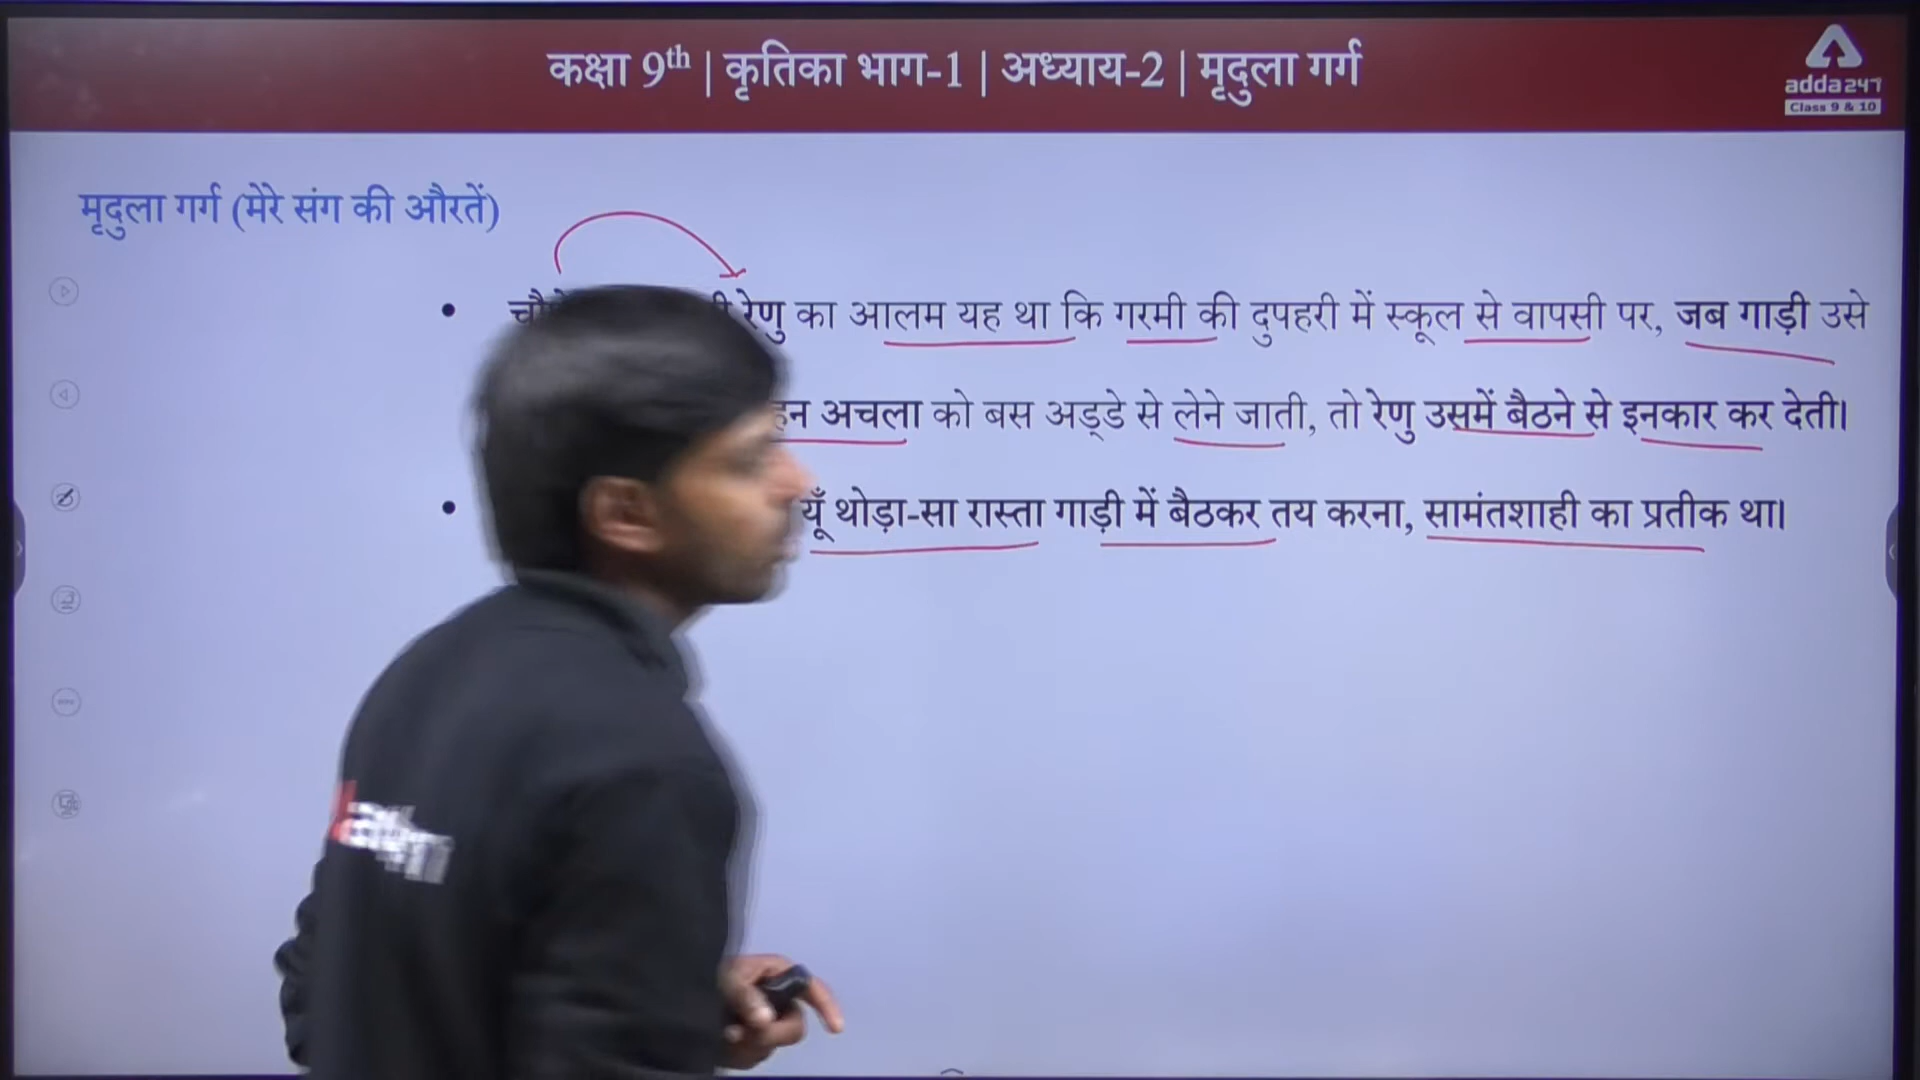 कक्षा 9th | कृतिका भाग-1 | अध्याय-2 | मृदुला गर्ग
adda247
Class 9 & 10
मृदुला गर्ग (मेरे संग की औरतें)
• रेणु का आलम यह था कि गरमी की दुपहरी में स्कूल से वापसी पर, जब गाड़ी उसे
अचला को बस अड्डे से लेने जाती, तो रेणु उसमें बैठने से इनकार कर देती।
• यूँ थोड़ा-सा रास्ता गाड़ी में बैठकर तय करना, सामंतशाही का प्रतीक था।